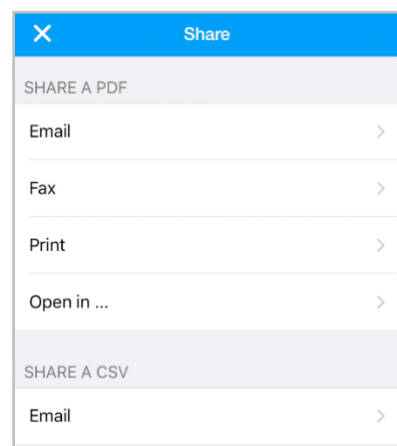 Share
SHARE A PDF
Email
Fax
Print
Open in ...
SHARE A CSV
Email